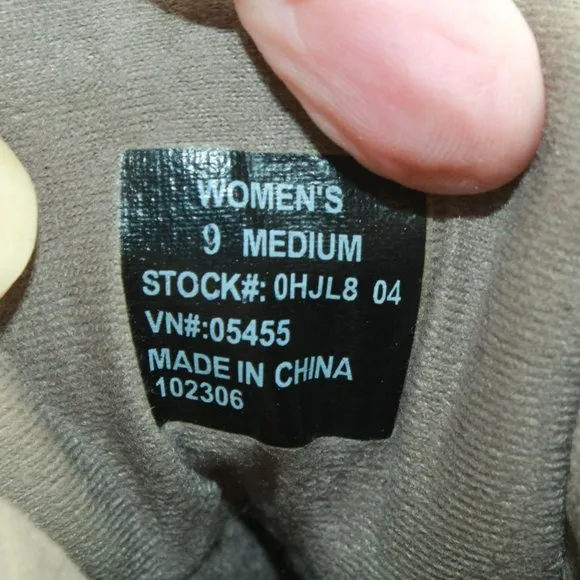 WOMEN'S
9 MEDIUM
STOCK#: 0HJL8 04
VN#:05455
MADE IN CHINA
102306